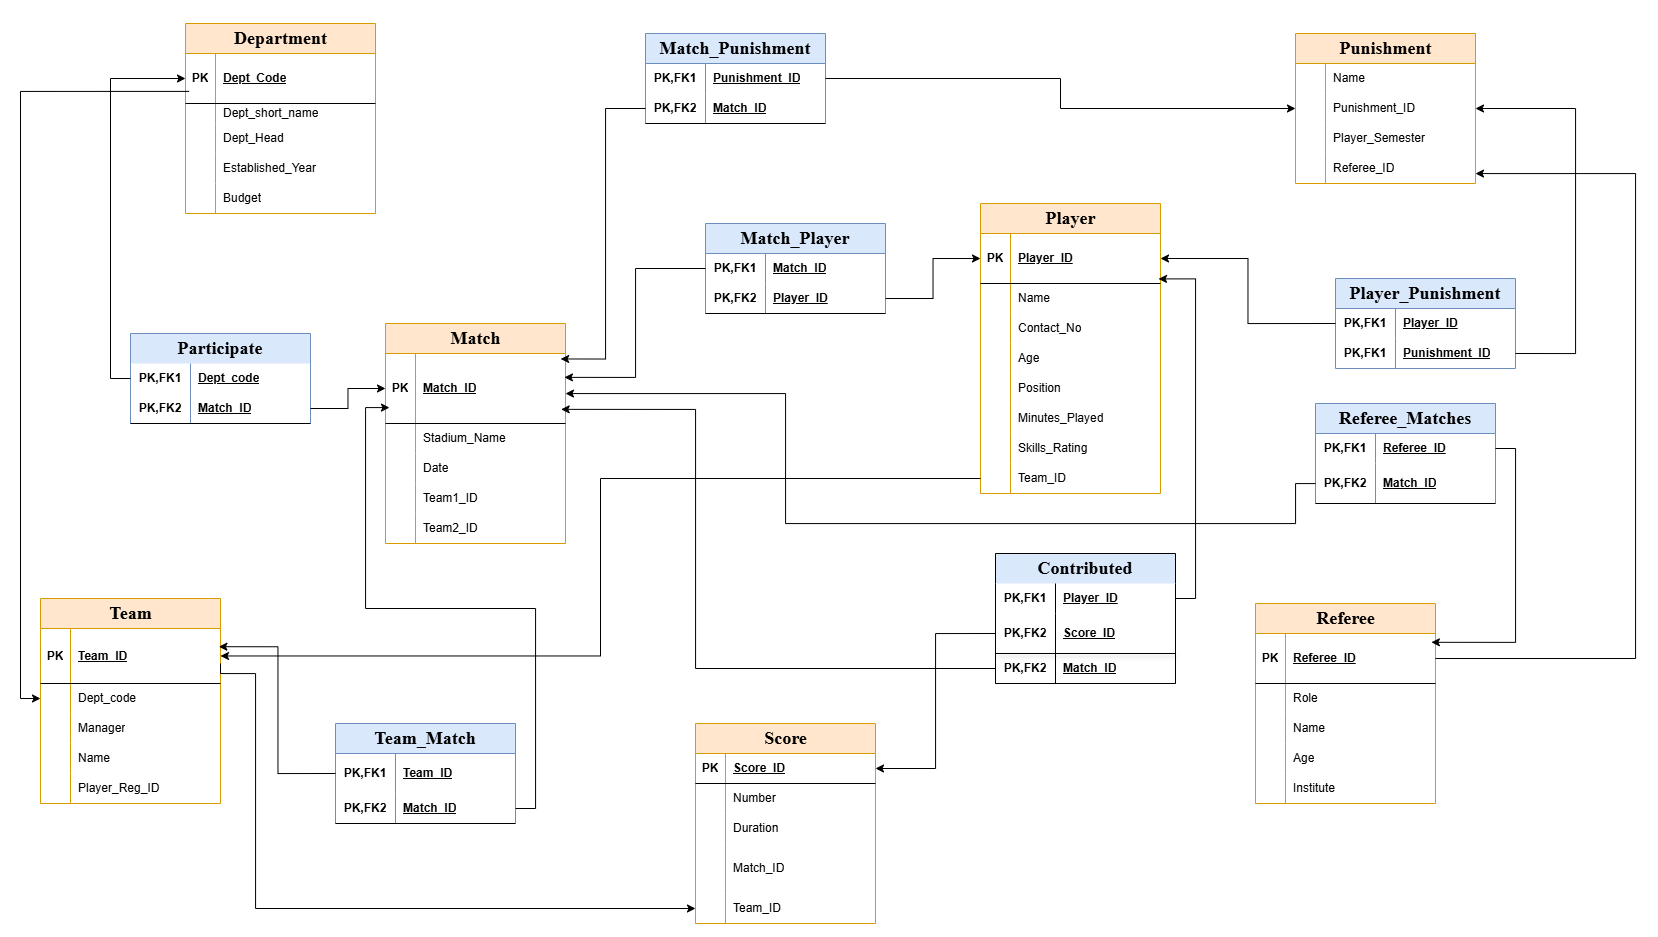 Department
PK Dept_Code
Dept_short_name
Dept_Head
Established_Year
Budget
Match_Punishment
PK,FK1 Punishment_ID
PK,FK2 Match_ID
Punishment
Name
Punishment_ID
Player_Semester
Referee_ID
Match_Player
PK,FK1 Match_ID
PK,FK2 Player_ID
Player
PK Player_ID
Name
Contact_No
Age
Position
Minutes_Played
Skills_Rating
Team_ID
Player_Punishment
PK,FK1 Player_ID
PK,FK1 Punishment_ID
Participate
PK,FK1 Dept_code
PK,FK2 Match_ID
Match
PK Match_ID
Stadium_Name
Date
Team1_ID
Team2_ID
Referee_Matches
PK,FK1 Referee_ID
PK,FK2 Match_ID
Contributed
PK,FK1 Player_ID
PK,FK2 Score_ID
PK,FK2 Match_ID
Team
PK Team_ID
Dept_code
Manager
Name
Player_Reg_ID
Referee
PK Referee_ID
Role
Name
Age
Institute
Team_Match
PK,FK1 Team_ID
PK,FK2 Match_ID
Score
PK Score_ID
Number
Duration
Match_ID
Team_ID